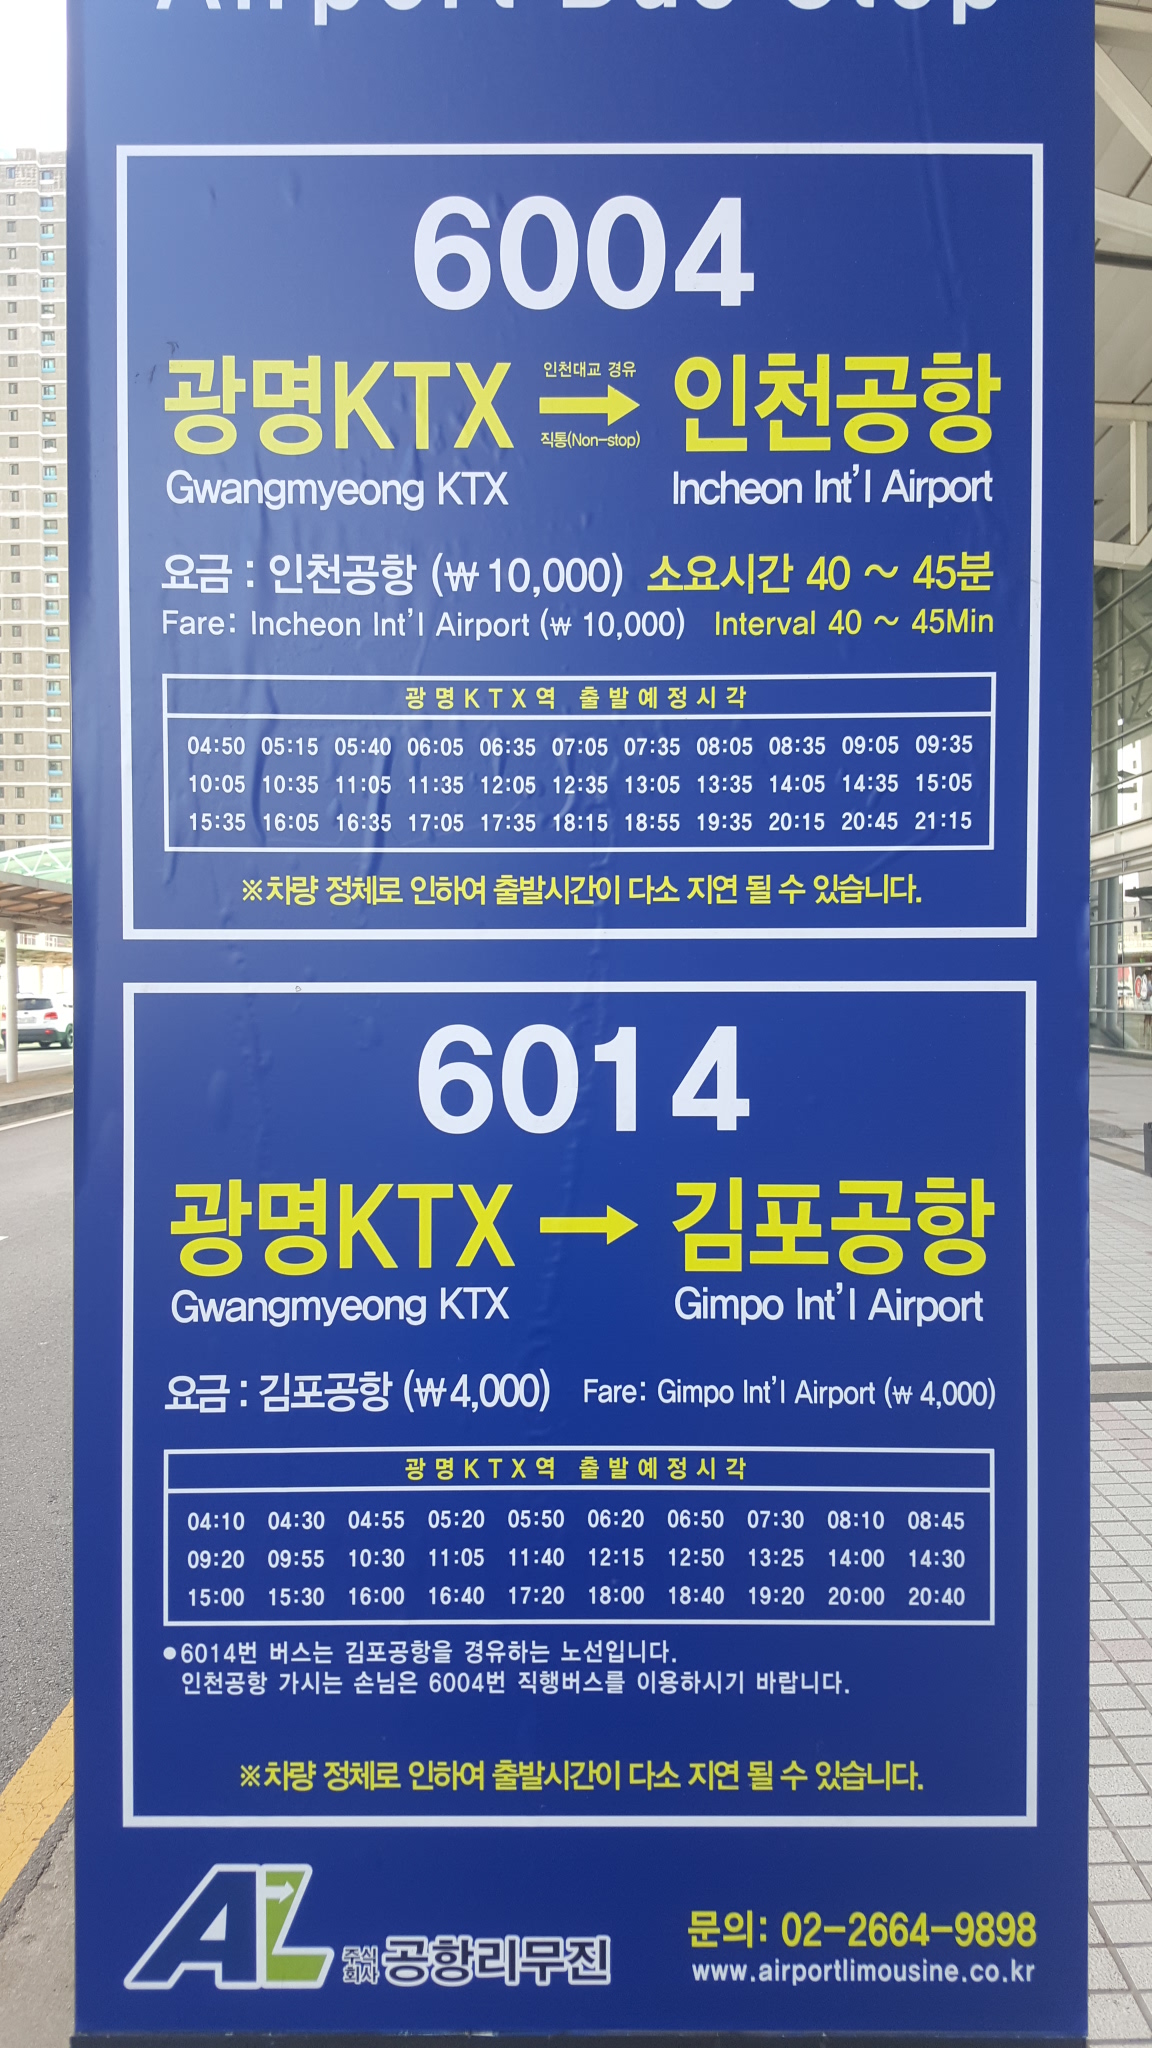 Airport Bus Stop
6004
광명KTX 인천대교 경유 직통(Non-stop) 인천공항
Gwangmyeong KTX Incheon Int'l Airport
요금 : 인천공항 (₩10,000) 소요시간 40 ~ 45분
Fare: Incheon Int'l Airport (₩ 10,000) Interval 40 ~ 45Min
광명KTX역 출발예정시각
04:50 05:15 05:40 06:05 06:35 07:05 07:35 08:05 08:35 09:05 09:35
10:05 10:35 11:05 11:35 12:05 12:35 13:05 13:35 14:05 14:35 15:05
15:35 16:05 16:35 17:05 17:35 18:15 18:55 19:35 20:15 20:45 21:15
※차량 정체로 인하여 출발시간이 다소 지연 될 수 있습니다.
6014
광명KTX → 김포공항
Gwangmyeong KTX Gimpo Int'l Airport
요금 : 김포공항 (₩4,000) Fare: Gimpo Int'l Airport (₩ 4,000)
광명KTX역 출발예정시각
04:10 04:30 04:55 05:20 05:50 06:20 06:50 07:30 08:10 08:45
09:20 09:55 10:30 11:05 11:40 12:15 12:50 13:25 14:00 14:30
15:00 15:30 16:00 16:40 17:20 18:00 18:40 19:20 20:00 20:40
●6014번 버스는 김포공항을 경유하는 노선입니다.
인천공항 가시는 손님은 6004번 직행버스를 이용하시기 바랍니다.
※차량 정체로 인하여 출발시간이 다소 지연 될 수 있습니다.
AL 주식회사 공항리무진
문의: 02-2664-9898
www.airportlimousine.co.kr